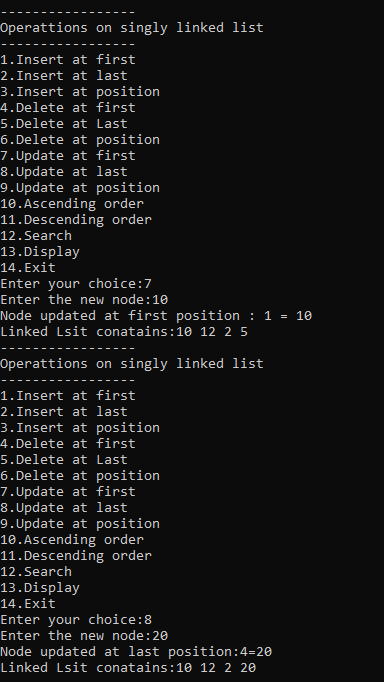 -----------------
Operattions on singly linked list
-----------------
1.Insert at first
2.Insert at last
3.Insert at position
4.Delete at first
5.Delete at Last
6.Delete at position
7.Update at first
8.Update at last
9.Update at position
10.Ascending order
11.Descending order
12.Search
13.Display
14.Exit
Enter your choice:7
Enter the new node:10
Node updated at first position : 1 = 10
Linked Lsit conatains:10 12 2 5
-----------------
Operattions on singly linked list
-----------------
1.Insert at first
2.Insert at last
3.Insert at position
4.Delete at first
5.Delete at Last
6.Delete at position
7.Update at first
8.Update at last
9.Update at position
10.Ascending order
11.Descending order
12.Search
13.Display
14.Exit
Enter your choice:8
Enter the new node:20
Node updated at last position:4=20
Linked Lsit conatains:10 12 2 20